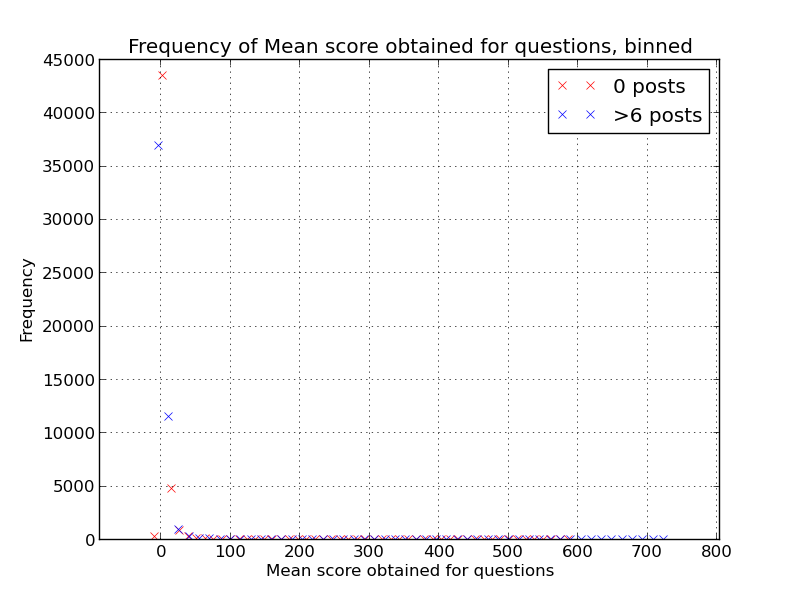 Frequency of Mean score obtained for questions, binned
45000
40000
35000
30000
25000
20000
15000
10000
5000
0
Frequency
0 posts
>6 posts
0 100 200 300 400 500 600 700 800
Mean score obtained for questions